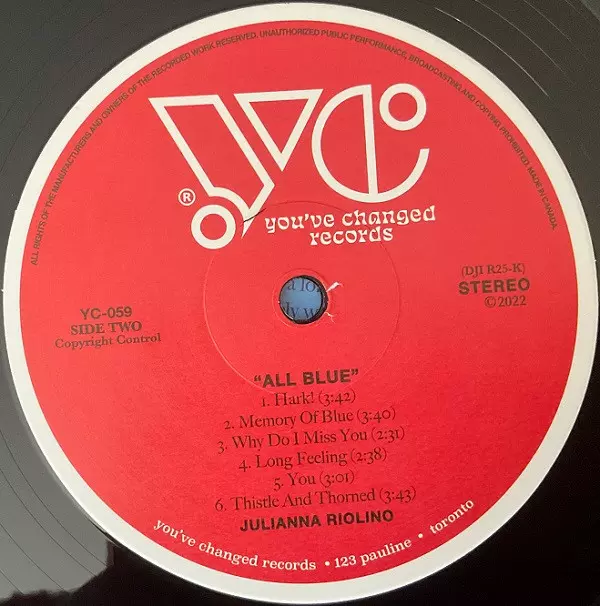 ALL RIGHTS OF THE MANUFACTURERS AND OWNERS OF THE RECORDED WORK RESERVED. UNAUTHORIZED PUBLIC PERFORMANCE, BROADCASTING AND COPYING PROHIBITED. MADE IN CANADA
yc
®
you've changed
records
YC-059
SIDE TWO
Copyright Control
(DJI R25-K)
STEREO
©2022
"ALL BLUE"
1. Hark! (3:42)
2. Memory Of Blue (3:40)
3. Why Do I Miss You (2:31)
4. Long Feeling (2:38)
5. You (3:01)
6. Thistle And Thorned (3:43)
JULIANNA RIOLINO
you've changed records • 123 pauline • toronto